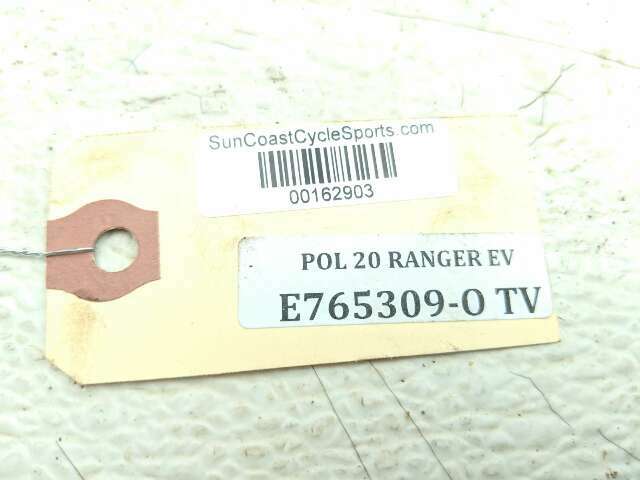 SunCoastCycleSports.com
00162903
POL 20 RANGER EV
E765309-O TV